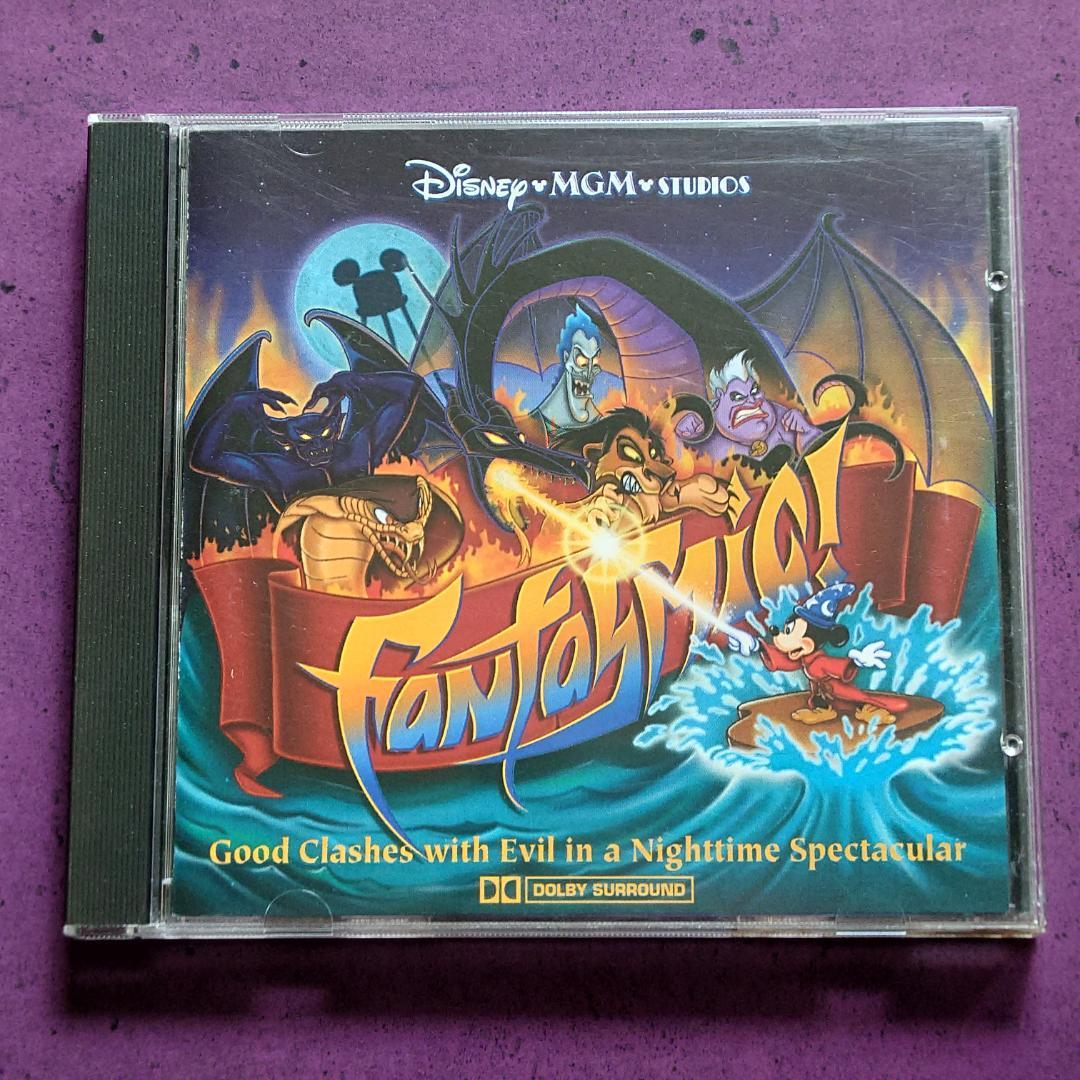 Disney MGM STUDIOS
Fantasmic!
Good Clashes with Evil in a Nighttime Spectacular
DOLBY SURROUND